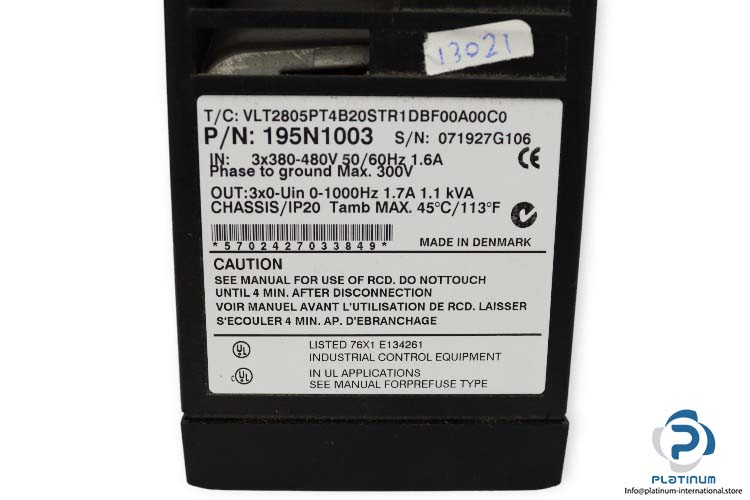 13021
T/C: VLT2805PT4B20STR1DBF00A00C0
P/N: 195N1003 S/N: 071927G106
IN: 3x380-480V 50/60Hz 1.6A
Phase to ground Max. 300V
OUT:3x0-Uin 0-1000Hz 1.7A 1.1 kVA
CHASSIS/IP20 Tamb MAX. 45°C/113°F
*5702427033849*
MADE IN DENMARK
CAUTION
SEE MANUAL FOR USE OF RCD. DO NOTTOUCH
UNTIL 4 MIN. AFTER DISCONNECTION
VOIR MANUEL AVANT L'UTILISATION DE RCD. LAISSER
S'ECOULER 4 MIN. AP. D'EBRANCHAGE
UL LISTED 76X1 E134261
INDUSTRIAL CONTROL EQUIPMENT
c UL IN UL APPLICATIONS
SEE MANUAL FORPREFUSE TYPE
PLATINUM
Info@platinum-international.store